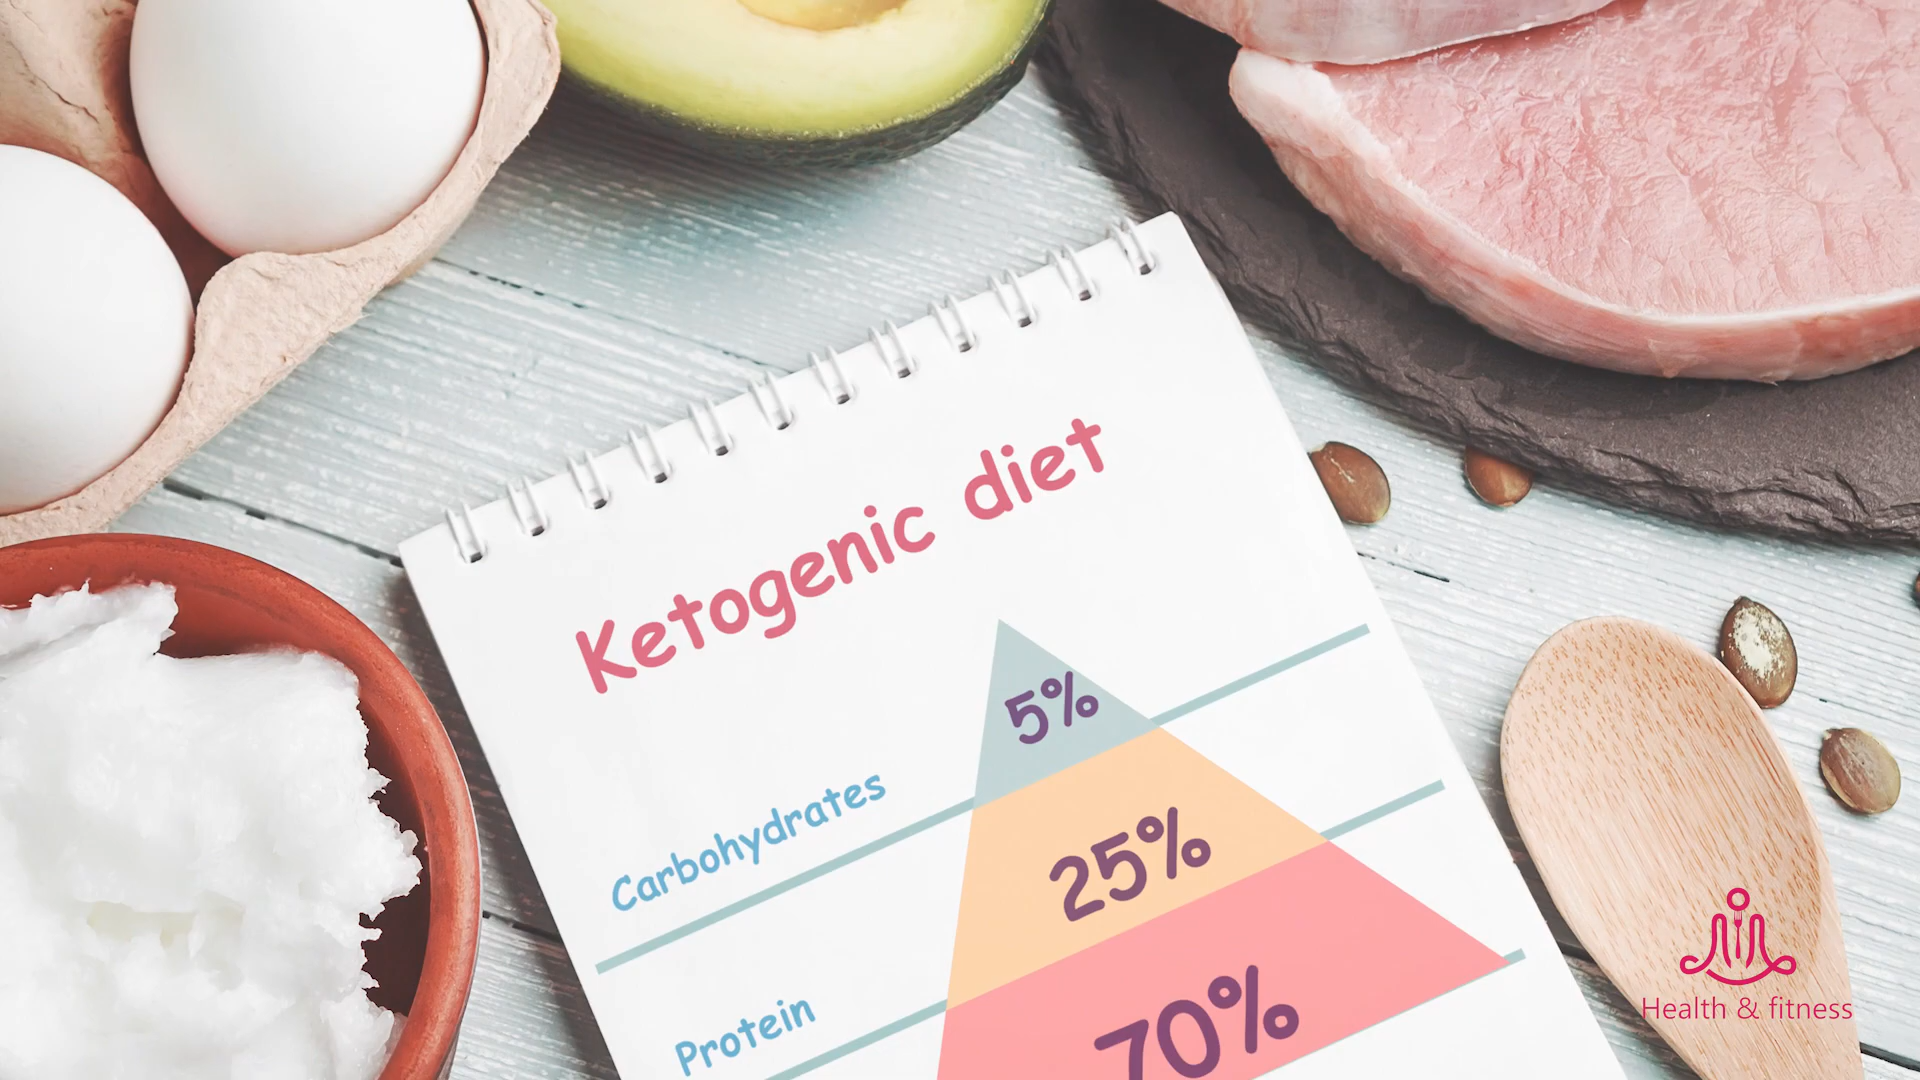 Ketogenic diet
5%
Carbohydrates
25%
Protein
70%
Health & fitness